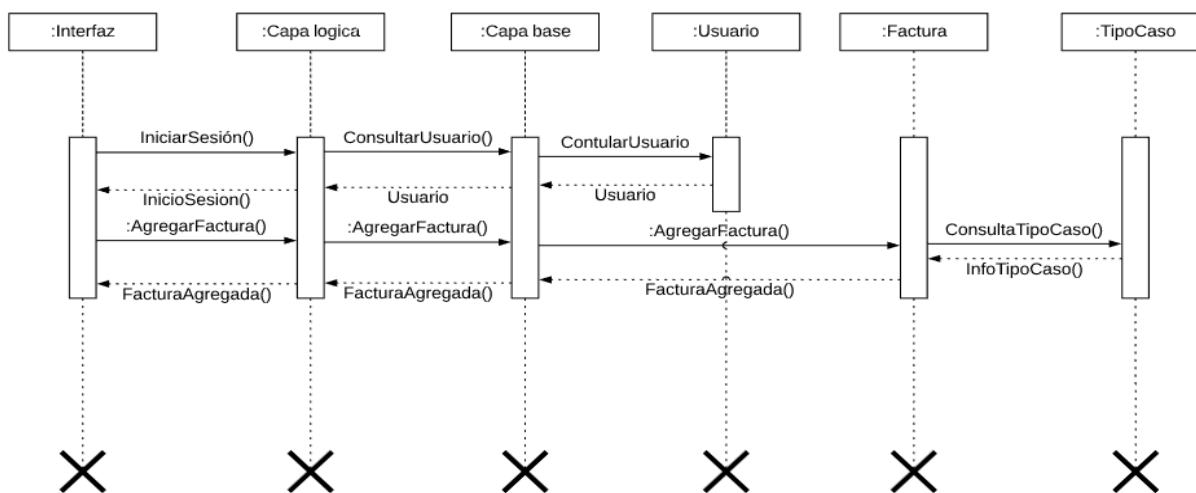 :Interfaz
:Capa logica
:Capa base
:Usuario
:Factura
:TipoCaso
IniciarSesión()
ConsultarUsuario()
ContularUsuario
InicioSesion()
Usuario
Usuario
:AgregarFactura()
:AgregarFactura()
:AgregarFactura()
ConsultaTipoCaso()
InfoTipoCaso()
FacturaAgregada()
FacturaAgregada()
FacturaAgregada()